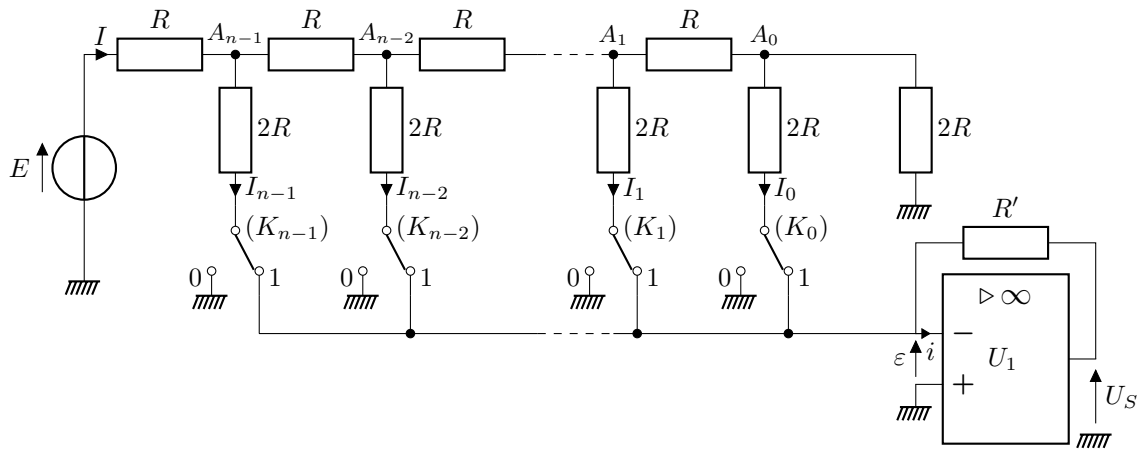 I R A_{n-1} R A_{n-2} R A_1 R A_0
E 2R 2R 2R 2R 2R
I_{n-1} I_{n-2} I_1 I_0
(K_{n-1}) (K_{n-2}) (K_1) (K_0) R'
0 1 0 1 0 1 0 1
▷∞
ε i − U_1
+ U_S